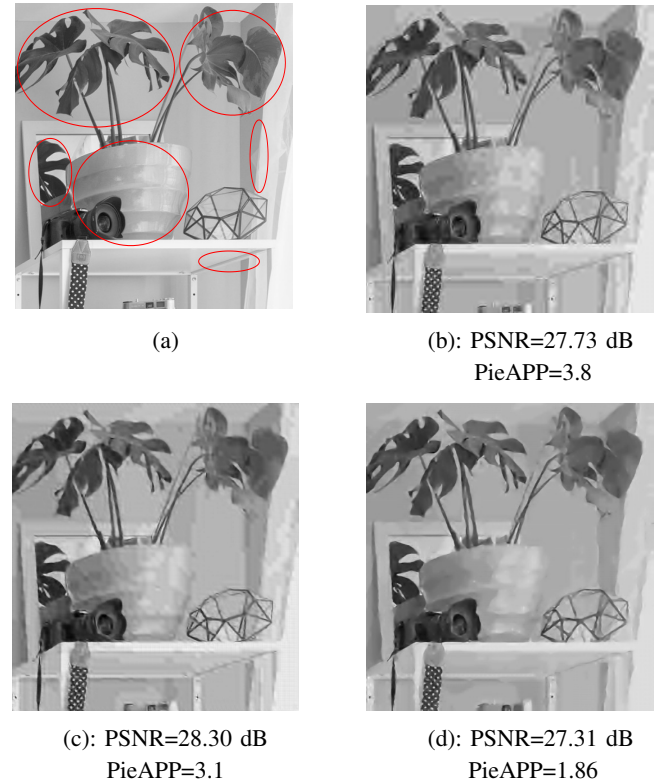 (a)
(b): PSNR=27.73 dB
PieAPP=3.8
(c): PSNR=28.30 dB
PieAPP=3.1
(d): PSNR=27.31 dB
PieAPP=1.86